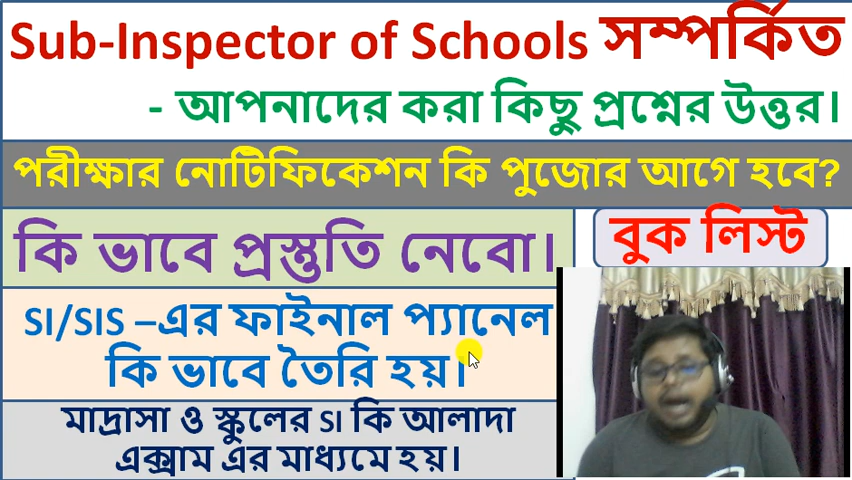 Sub-Inspector of Schools সম্পর্কিত
- আপনাদের করা কিছু প্রশ্নের উত্তর।
পরীক্ষার নোটিফিকেশন কি পুজোর আগে হবে?
কি ভাবে প্রস্তুতি নেবো।
বুক লিস্ট
SI/SIS –এর ফাইনাল প্যানেল
কি ভাবে তৈরি হয়।
মাদ্রাসা ও স্কুলের SI কি আলাদা
এক্সাম এর মাধ্যমে হয়।